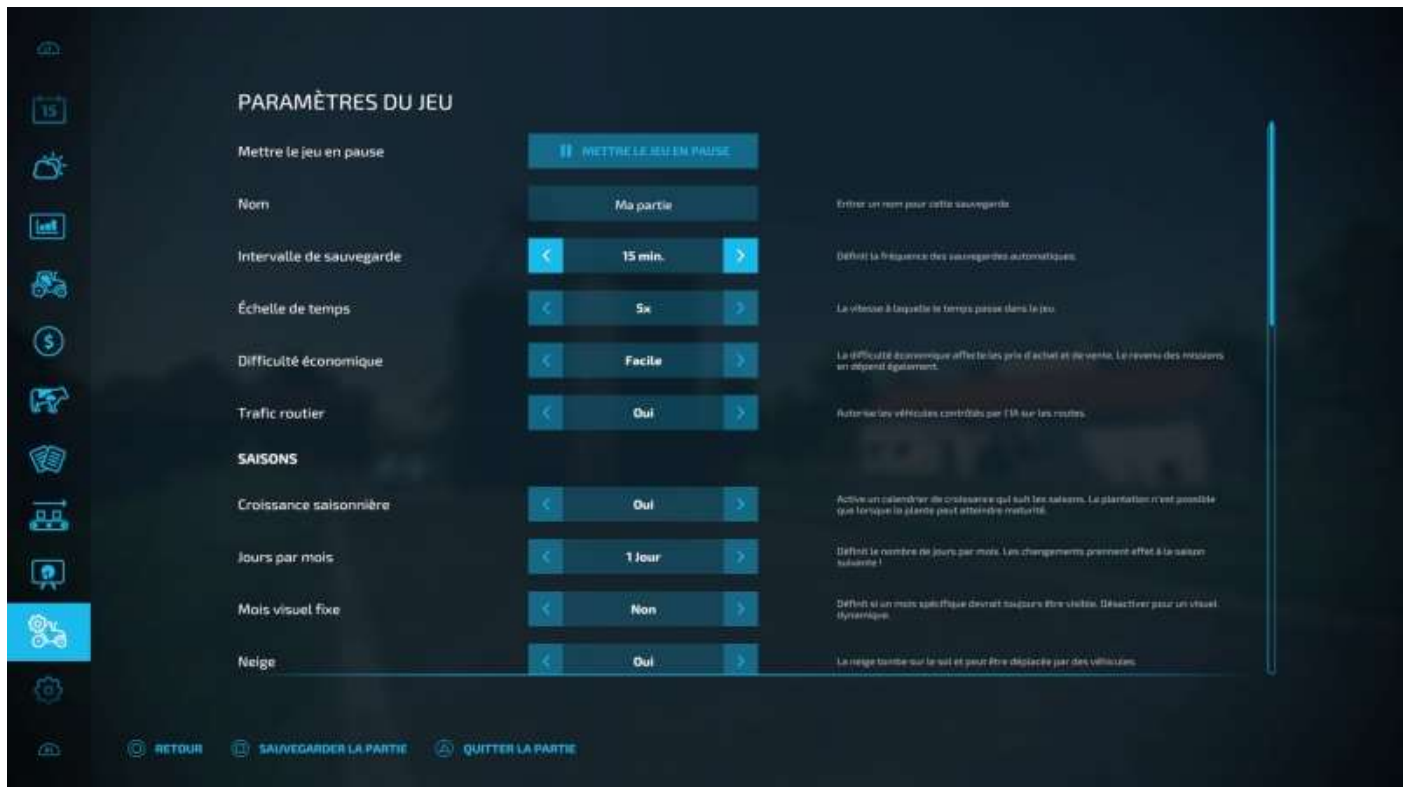 15
PARAMÈTRES DU JEU
Mettre le jeu en pause
METTRE LE JEU EN PAUSE
Nom
Ma partie
Entrer un nom pour cette sauvegarde
Intervalle de sauvegarde
15 min.
Définit la fréquence des sauvegardes automatiques.
Échelle de temps
5x
La vitesse à laquelle le temps passe dans le jeu.
Difficulté économique
Facile
La difficulté économique affecte les prix d'achat et de vente. Le revenu des missions
en dépend également.
Trafic routier
Oui
Autorise les véhicules contrôlés par l'IA sur les routes.
SAISONS
Croissance saisonnière
Oui
Active un calendrier de croissance qui suit les saisons. La plantation n'est possible
que lorsque la plante peut atteindre maturité.
Jours par mois
1 Jour
Définit le nombre de jours par mois. Les changements prennent effet à la saison
suivante !
Mois visuel fixe
Non
Définit si un mois spécifique devrait toujours être visible. Désactiver pour un visuel
dynamique.
Neige
Oui
La neige tombe sur le sol et peut être déplacée par des véhicules.
RETOUR
SAUVEGARDER LA PARTIE
QUITTER LA PARTIE